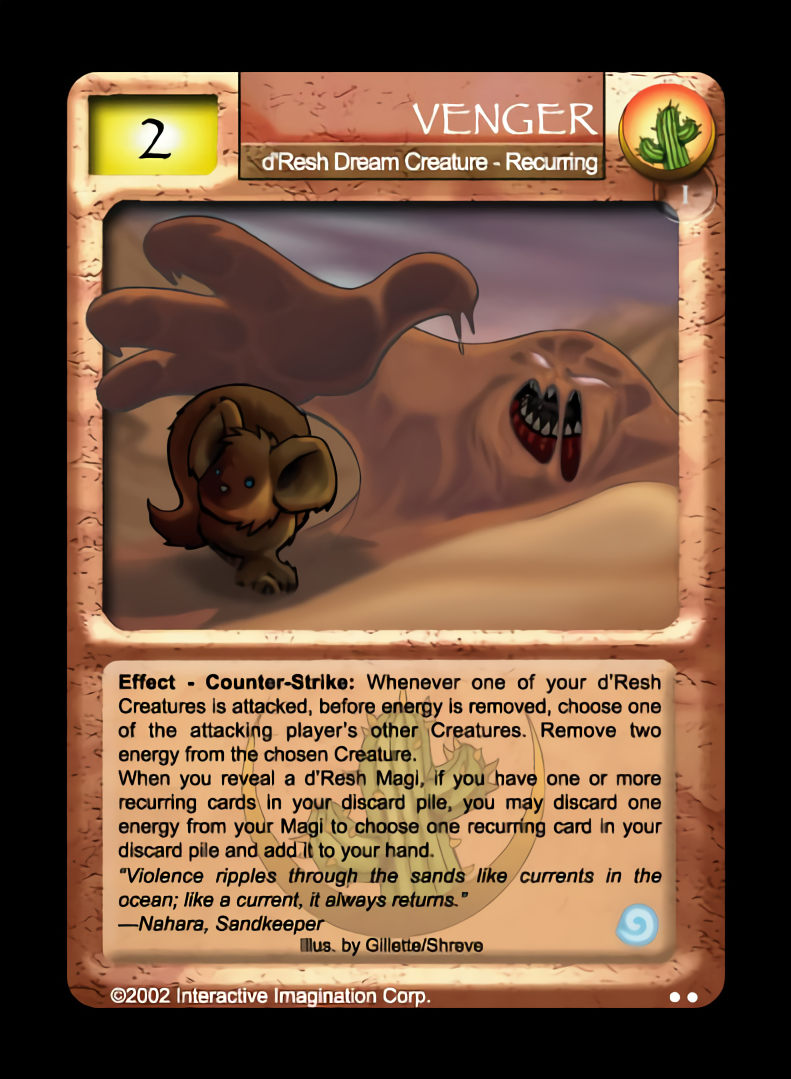 2
VENGER
d'Resh Dream Creature - Recurring
I
Effect - Counter-Strike: Whenever one of your d'Resh
Creatures is attacked, before energy is removed, choose one
of the attacking player's other Creatures. Remove two
energy from the chosen Creature.
When you reveal a d'Resh Magi, if you have one or more
recurring cards in your discard pile, you may discard one
energy from your Magi to choose one recurring card in your
discard pile and add it to your hand.
"Violence ripples through the sands like currents in the
ocean; like a current, it always returns."
—Nahara, Sandkeeper
Illus. by Gillette/Shreve
©2002 Interactive Imagination Corp.